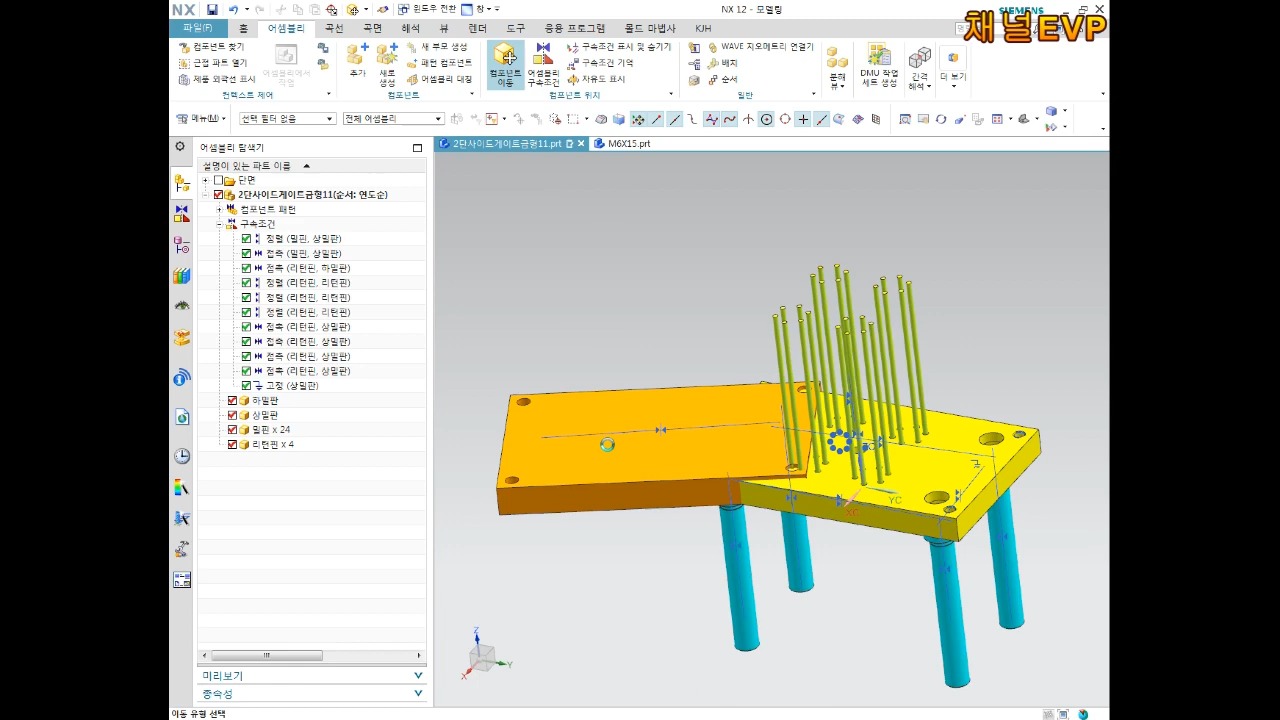 NX
윈도우 전환
창
NX 12 - 모델링
SIEMENS
채널EVP
파일(F)
홈
어셈블리
곡선
곡면
해석
뷰
렌더
도구
응용 프로그램
몰드 마법사
KJH
컴포넌트 찾기
근접 파트 열기
제품 외곽선 표시
어셈블리에서 작업
컨텍스트 제어
추가
새로 생성
새 부모 생성
패턴 컴포넌트
어셈블리 대칭
컴포넌트
컴포넌트 이동
어셈블리 구속조건
구속조건 표시 및 숨기기
구속조건 기억
자유도 표시
컴포넌트 위치
WAVE 지오메트리 연결기
배치
순서
일반
분해 뷰
DMU 작업 세트 생성
간격 해석
더 보기
메뉴(M)
선택 필터 없음
전체 어셈블리
어셈블리 탐색기
2단사이드게이트금형11.prt
M6X15.prt
설명이 있는 파트 이름
단면
2단사이드게이트금형11(순서: 연도순)
컴포넌트 패턴
구속조건
정렬 (밀핀, 상밀판)
접촉 (밀핀, 상밀판)
접촉 (리턴핀, 하밀판)
정렬 (리턴핀, 리턴핀)
정렬 (리턴핀, 리턴핀)
정렬 (리턴핀, 리턴핀)
접촉 (리턴핀, 상밀판)
접촉 (리턴핀, 상밀판)
접촉 (리턴핀, 상밀판)
접촉 (리턴핀, 상밀판)
고정 (상밀판)
하밀판
상밀판
밀핀 x 24
리턴핀 x 4
YC
XC
Z
Y
X
미리보기
종속성
이동 유형 선택